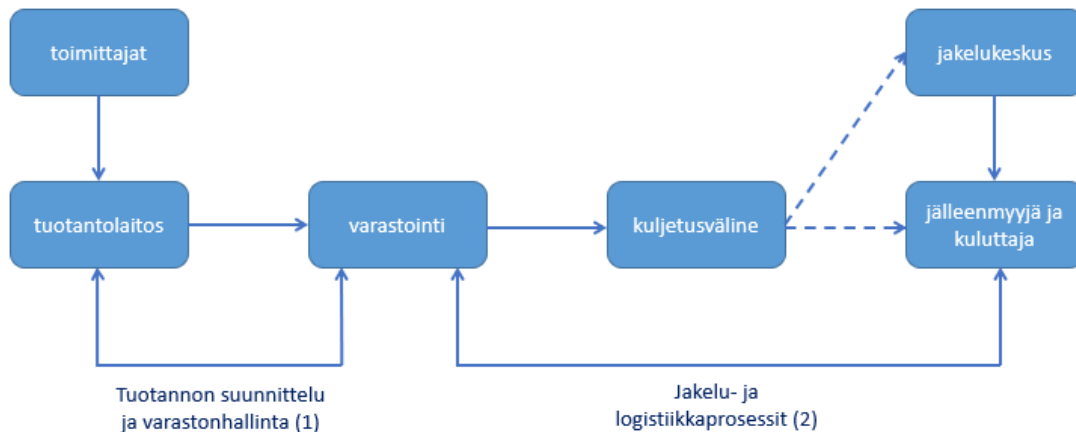 toimittajat
jakelukeskus
tuotantolaitos
varastointi
kuljetusväline
jälleenmyyjä ja
kuluttaja
Tuotannon suunnittelu
ja varastonhallinta (1)
Jakelu- ja
logistiikkaprosessit (2)